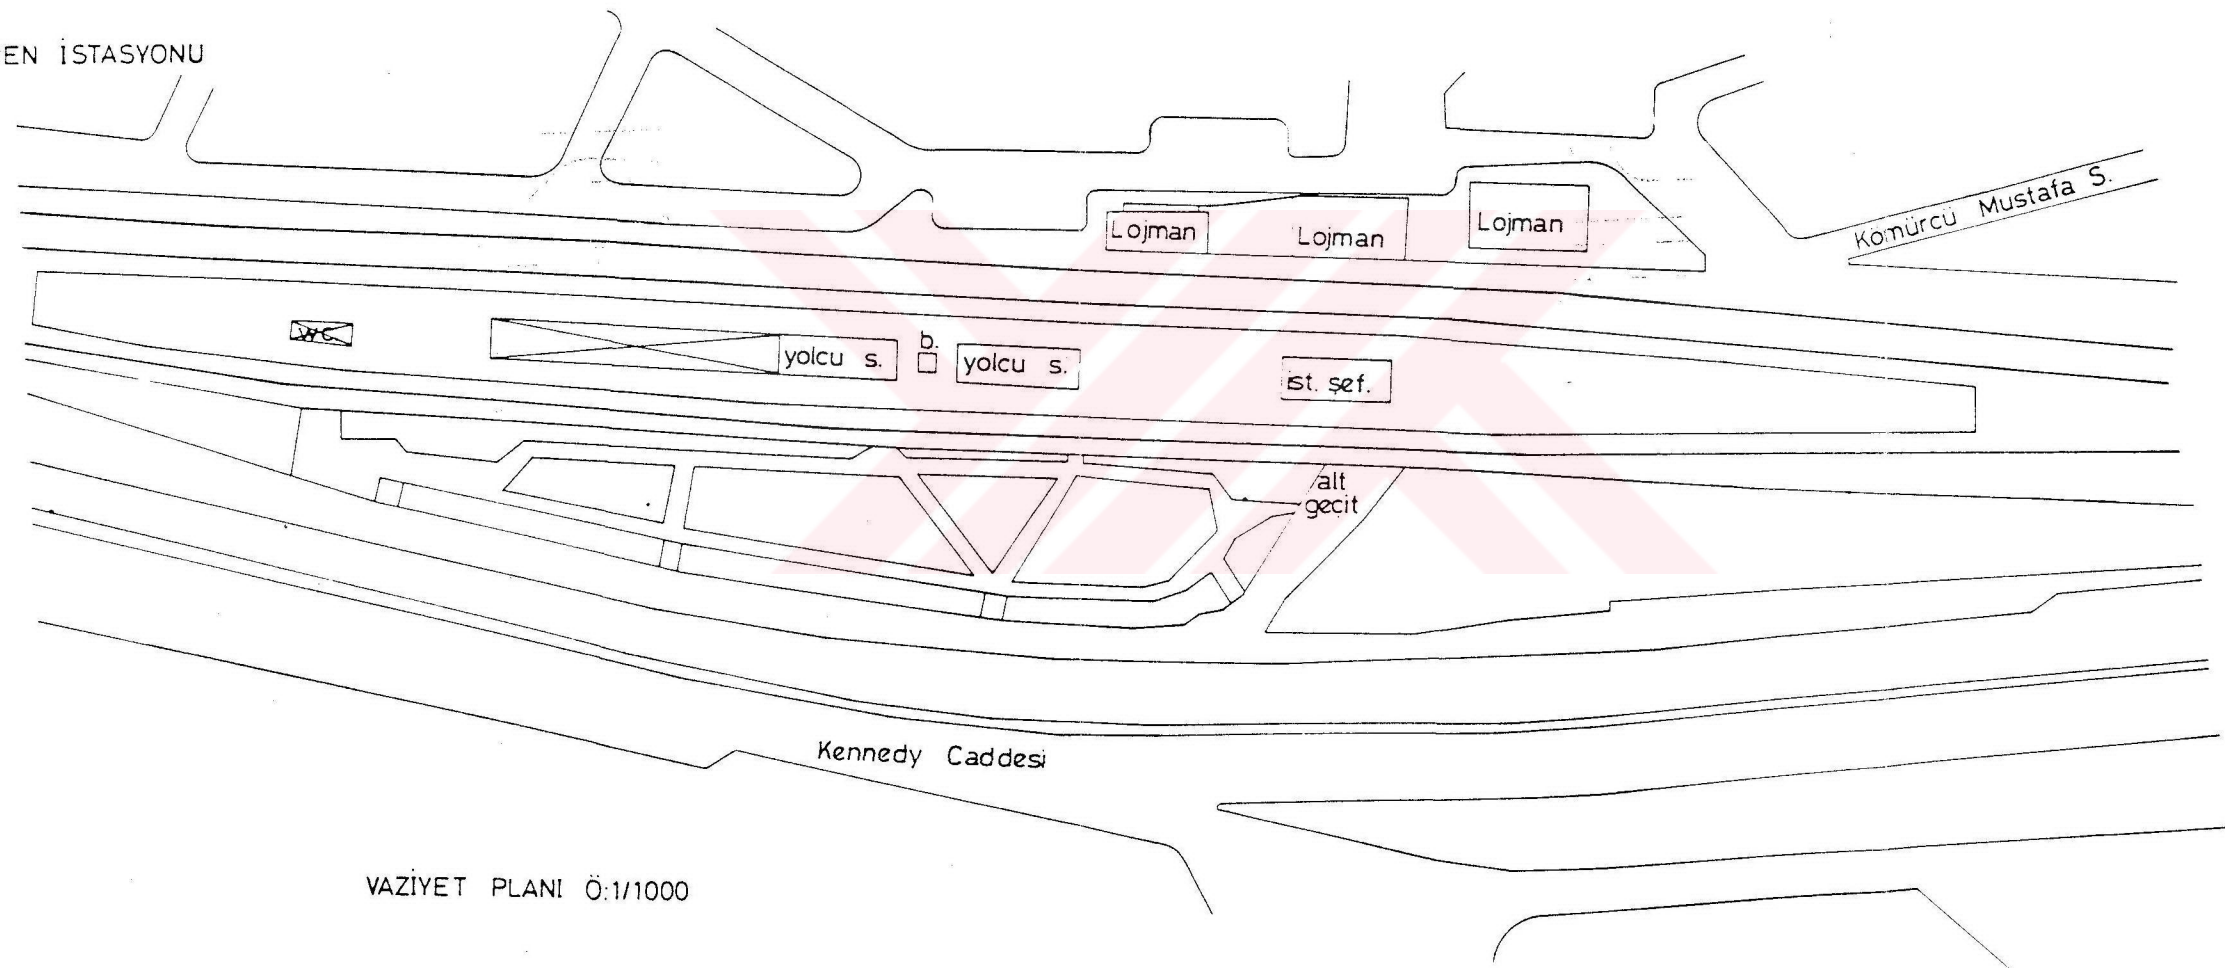 EN İSTASYONU
Kömürcü Mustafa S.
Lojman
Lojman
Lojman
WC.
yolcu s.
b.
yolcu s.
ist. şef.
alt
geçit
Kennedy Caddesi
VAZİYET PLANI Ö:1/1000